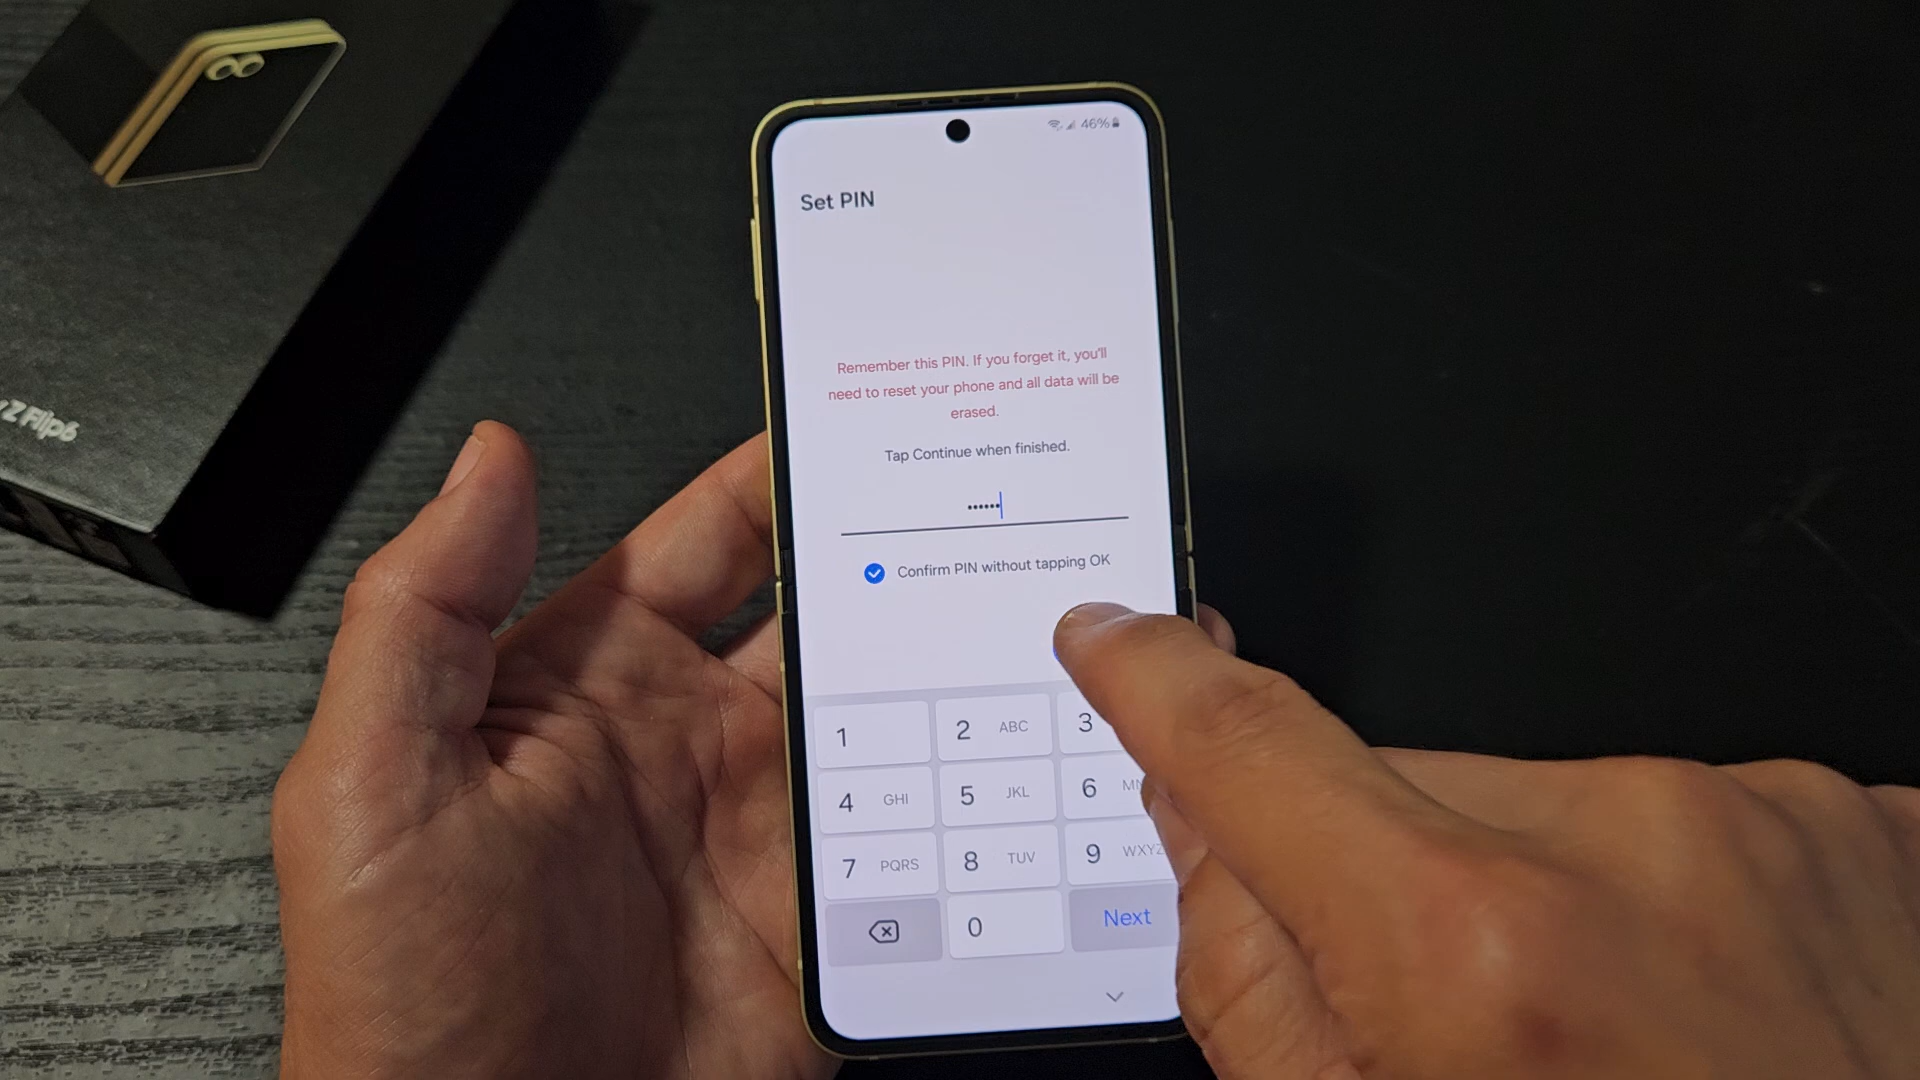 Z Flip6
46%
Set PIN
Remember this PIN. If you forget it, you'll
need to reset your phone and all data will be
erased.
Tap Continue when finished.
••••••
Confirm PIN without tapping OK
1
2 ABC
3
4 GHI
5 JKL
6 MN
7 PQRS
8 TUV
9 WXYZ
0
Next